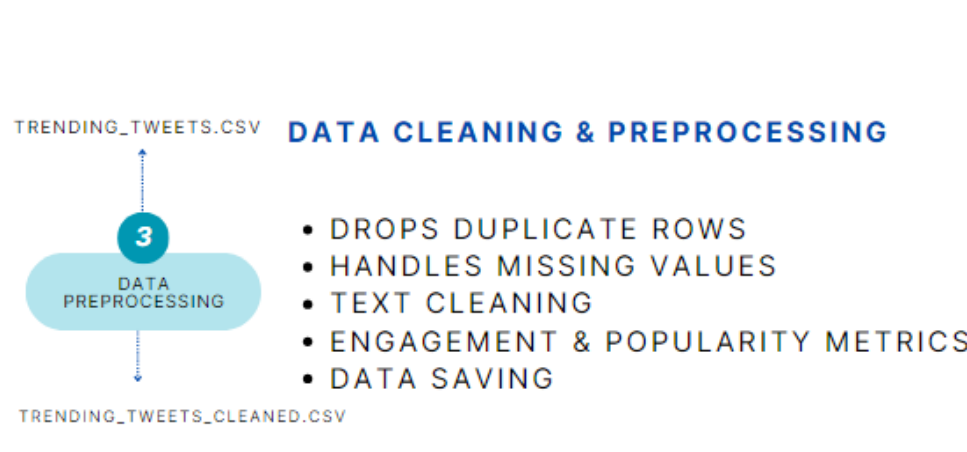 TRENDING_TWEETS.CSV
DATA CLEANING & PREPROCESSING
3
DATA
PREPROCESSING
• DROPS DUPLICATE ROWS
• HANDLES MISSING VALUES
• TEXT CLEANING
• ENGAGEMENT & POPULARITY METRICS
• DATA SAVING
TRENDING_TWEETS_CLEANED.CSV